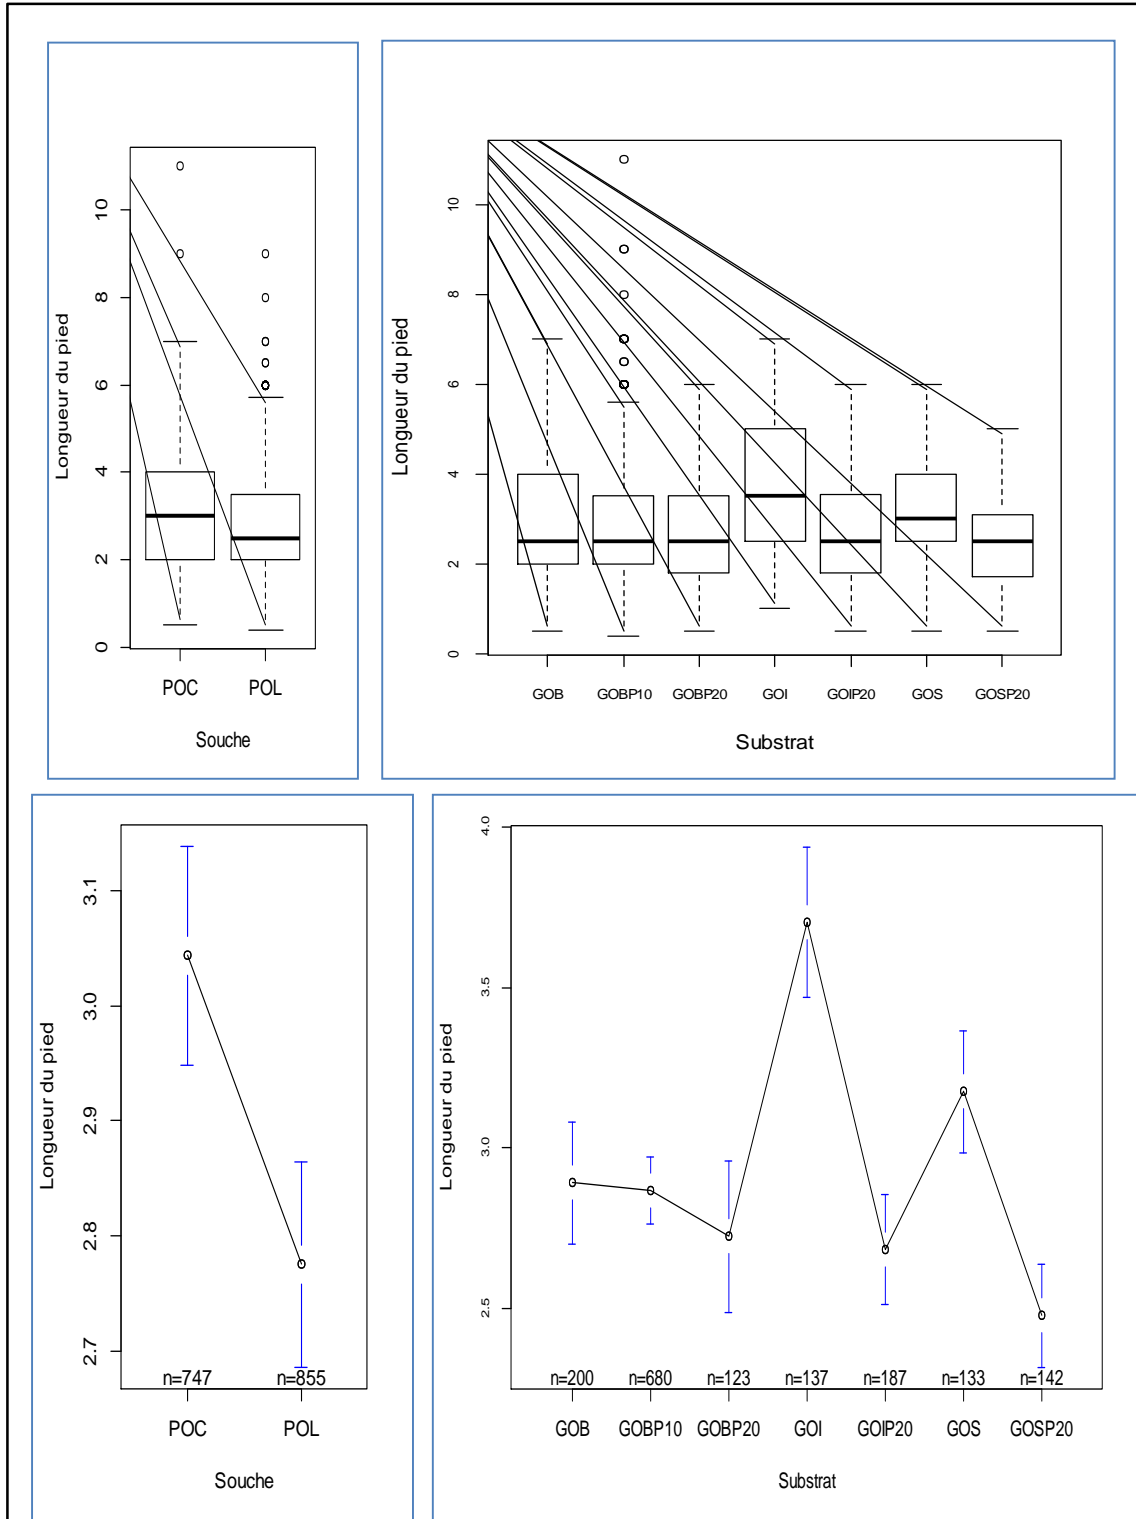 Longueur du pied
10
8
6
4
2
0
POC POL
Souche
Longueur du pied
10
8
6
4
2
0
GOB GOBP10 GOBP20 GOI GOIP20 GOS GOSP20
Substrat
Longueur du pied
3.1
3.0
2.9
2.8
2.7
n=747 n=855
POC POL
Souche
Longueur du pied
4.0
3.5
3.0
2.5
n=200 n=680 n=123 n=137 n=187 n=133 n=142
GOB GOBP10 GOBP20 GOI GOIP20 GOS GOSP20
Substrat